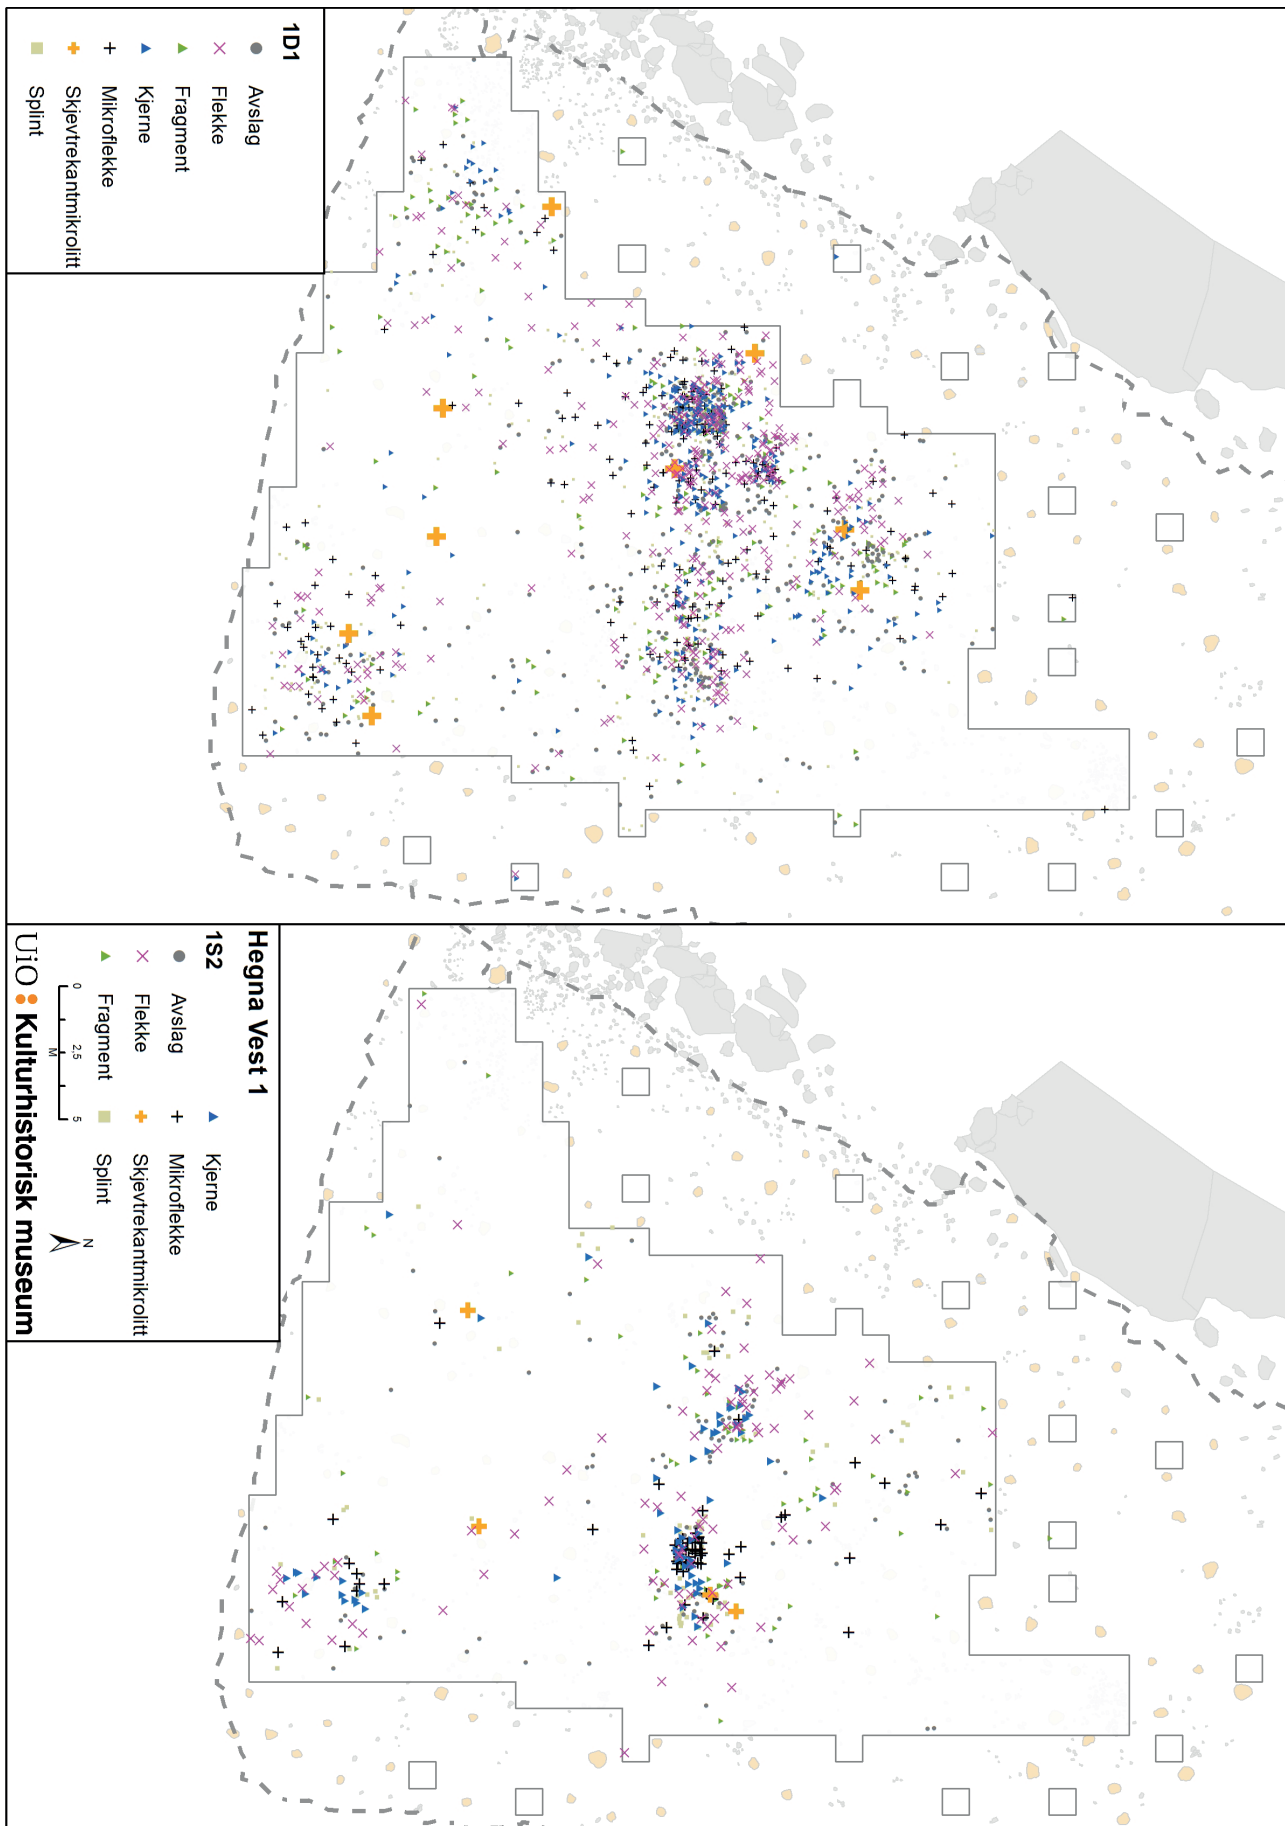 1D1
Avslag
Flekke
Fragment
Kjerne
Mikroflekke
Skjevtrekantmikrolitt
Splint
Hegna Vest 1
1S2
Avslag
Flekke
Fragment
Kjerne
Mikroflekke
Skjevtrekantmikrolitt
Splint
0 2,5 5
M
N
UiO Kulturhistorisk museum